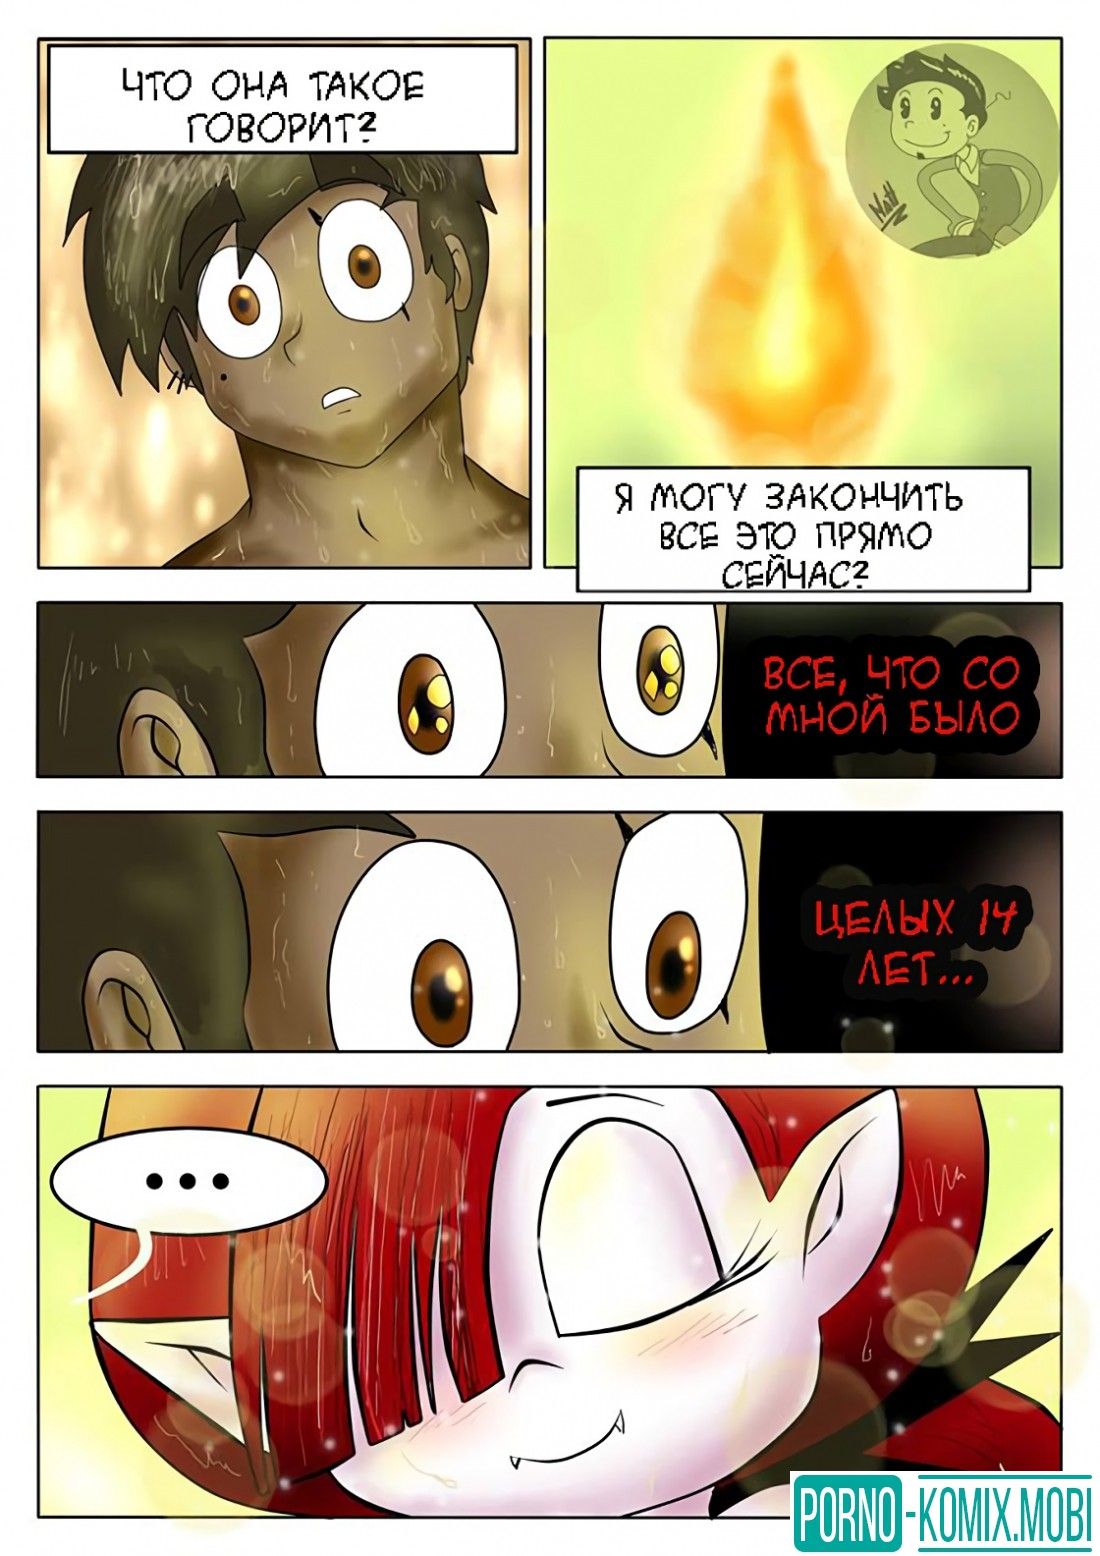 ЧТО ОНА ТАКОЕ
ГОВОРИТ?
Я МОГУ ЗАКОНЧИТЬ
ВСЕ ЭТО ПРЯМО
СЕЙЧАС?
ВСЕ, ЧТО СО
МНОЙ БЫЛО
ЦЕЛЫХ 14
ЛЕТ...
...
PORNO-KOMIX.MOBI